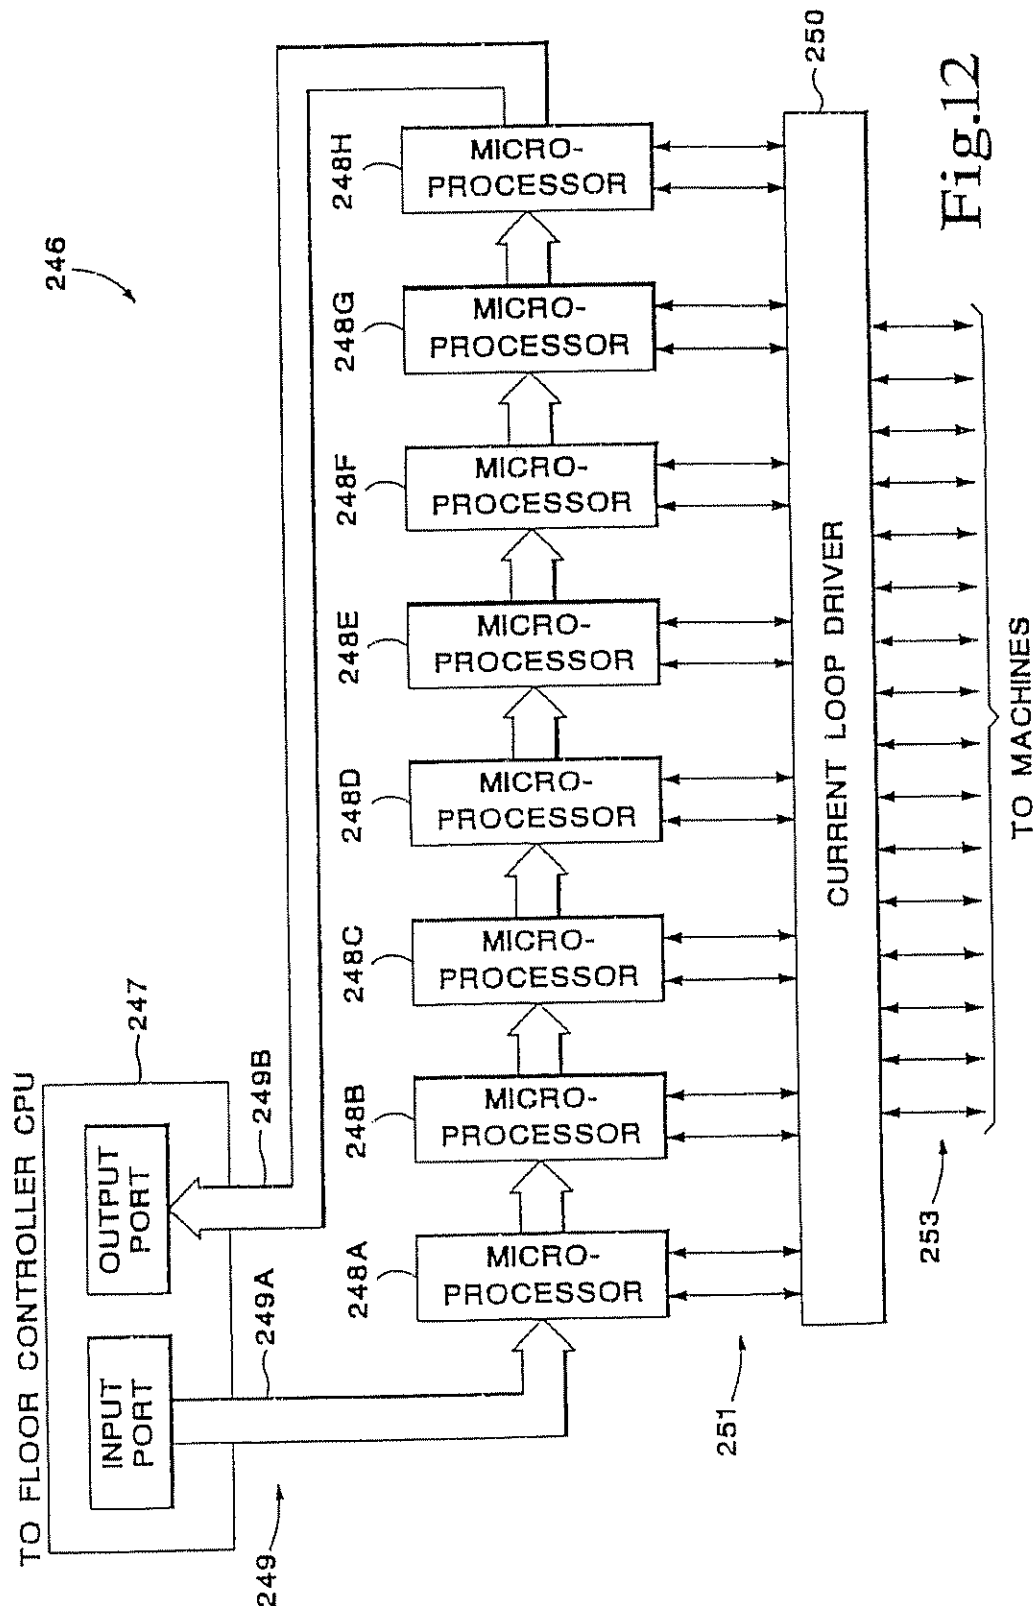 246
TO FLOOR CONTROLLER CPU
247
INPUT
PORT
OUTPUT
PORT
249
249A
249B
248A
248B
248C
248D
248E
248F
248G
248H
MICRO-
PROCESSOR
MICRO-
PROCESSOR
MICRO-
PROCESSOR
MICRO-
PROCESSOR
MICRO-
PROCESSOR
MICRO-
PROCESSOR
MICRO-
PROCESSOR
MICRO-
PROCESSOR
251
250
CURRENT LOOP DRIVER
253
TO MACHINES
Fig.12